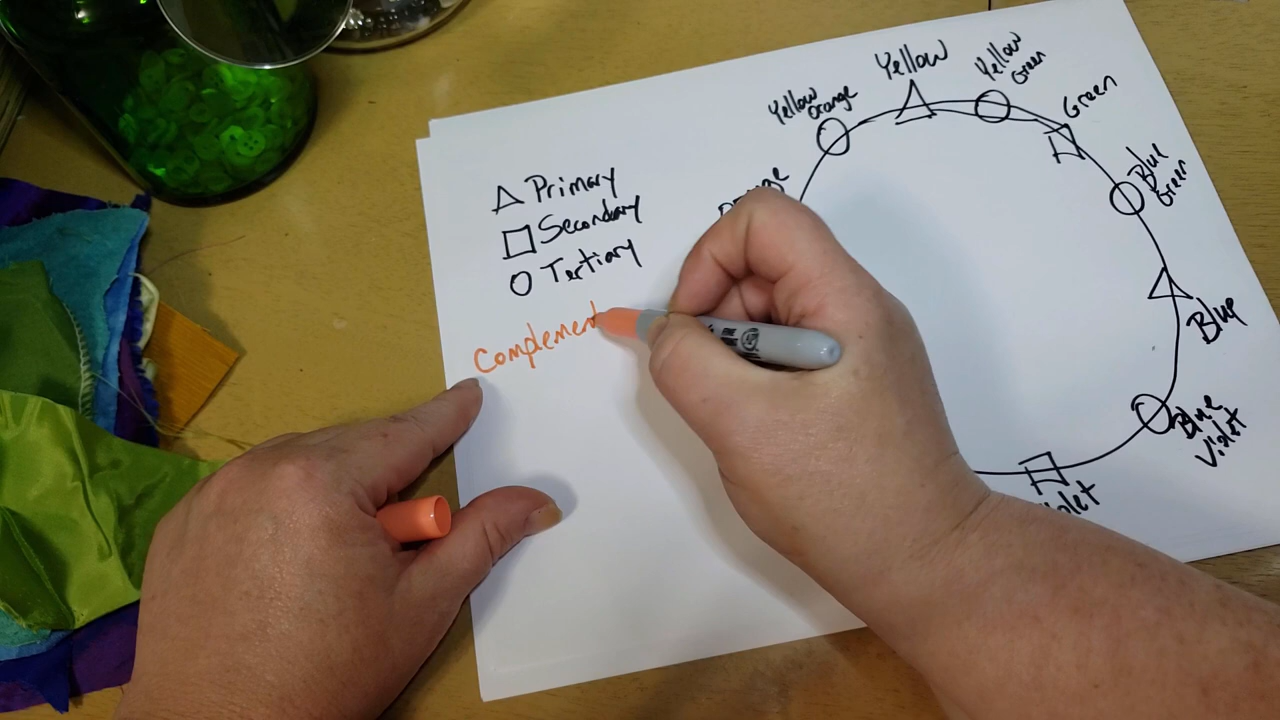 Primary
Secondary
Tertiary
Complement
Yellow
Orange
Yellow
Yellow
Green
Green
Blue
Green
Blue
Blue
Violet